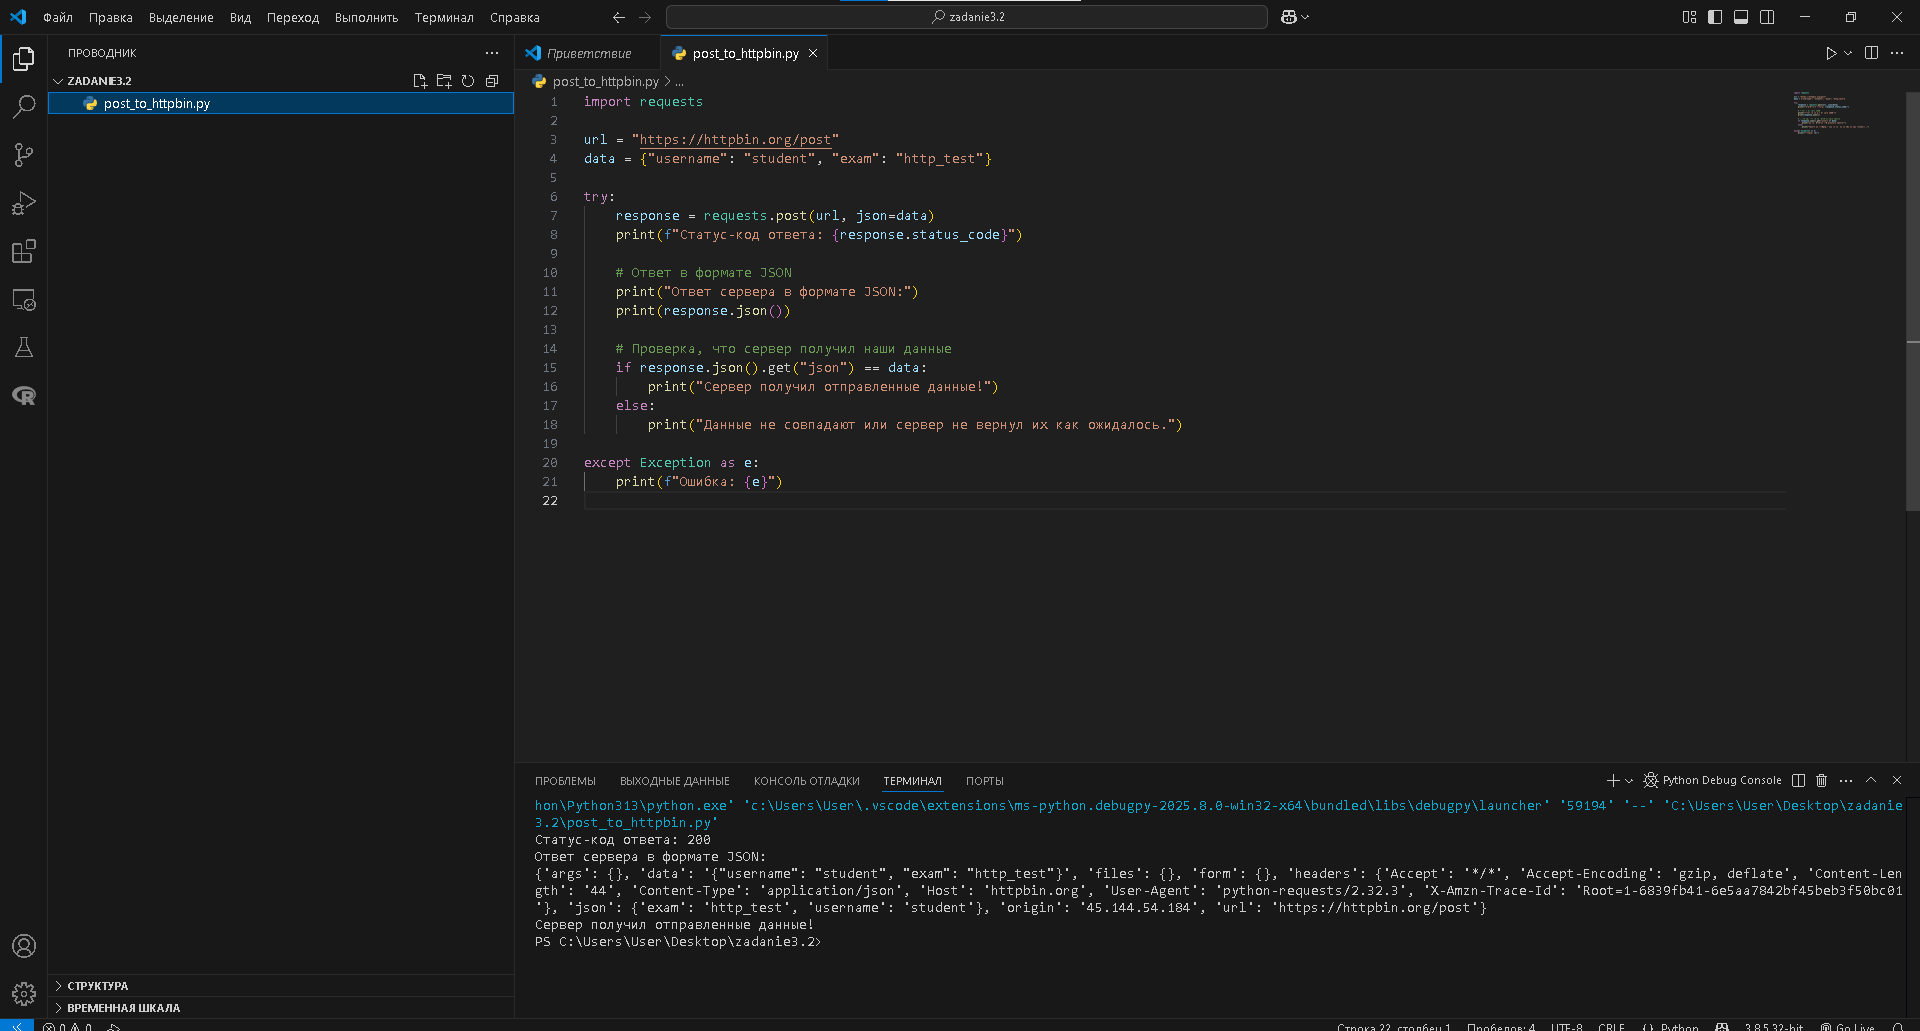 Файл Правка Выделение Вид Переход Выполнить Терминал Справка
zadanie3.2
ПРОВОДНИК
ZADANIE3.2
post_to_httpbin.py
СТРУКТУРА
ВРЕМЕННАЯ ШКАЛА
Приветствие post_to_httpbin.py
post_to_httpbin.py > ...
1 import requests
2
3 url = "https://httpbin.org/post"
4 data = {"username": "student", "exam": "http_test"}
5
6 try:
7 response = requests.post(url, json=data)
8 print(f"Статус-код ответа: {response.status_code}")
9
10 # Ответ в формате JSON
11 print("Ответ сервера в формате JSON:")
12 print(response.json())
13
14 # Проверка, что сервер получил наши данные
15 if response.json().get("json") == data:
16 print("Сервер получил отправленные данные!")
17 else:
18 print("Данные не совпадают или сервер не вернул их как ожидалось.")
19
20 except Exception as e:
21 print(f"Ошибка: {e}")
22
ПРОБЛЕМЫ ВЫХОДНЫЕ ДАННЫЕ КОНСОЛЬ ОТЛАДКИ ТЕРМИНАЛ ПОРТЫ
Python Debug Console
hon\Python313\python.exe' 'c:\Users\User\.vscode\extensions\ms-python.debugpy-2025.8.0-win32-x64\bundled\libs\debugpy\launcher' '59194' '--' 'C:\Users\User\Desktop\zadanie
3.2\post_to_httpbin.py'
Статус-код ответа: 200
Ответ сервера в формате JSON:
{'args': {}, 'data': '{"username": "student", "exam": "http_test"}', 'files': {}, 'form': {}, 'headers': {'Accept': '*/*', 'Accept-Encoding': 'gzip, deflate', 'Content-Len
gth': '44', 'Content-Type': 'application/json', 'Host': 'httpbin.org', 'User-Agent': 'python-requests/2.32.3', 'X-Amzn-Trace-Id': 'Root=1-6839fb41-6e5aa7842bf45beb3f50bc01
'}, 'json': {'exam': 'http_test', 'username': 'student'}, 'origin': '45.144.54.184', 'url': 'https://httpbin.org/post'}
Сервер получил отправленные данные!
PS C:\Users\User\Desktop\zadanie3.2>
0 0 Строка 22, столбец 1 Пробелов: 4 UTF-8 CRLF {} Python 3.8.5 32-bit Go Live